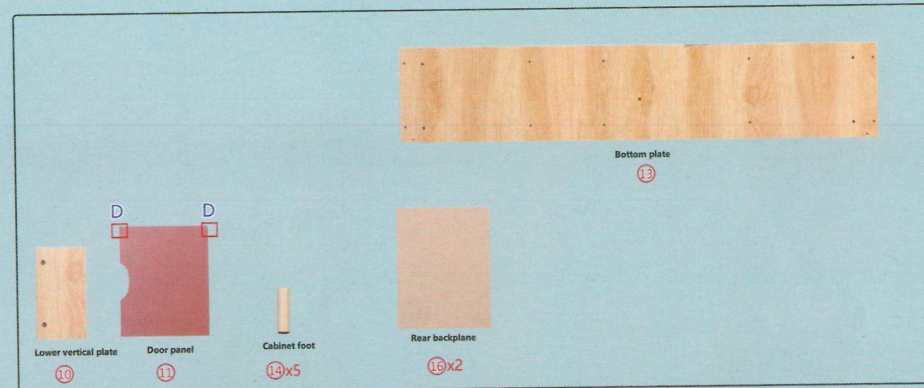 Bottom plate
⑬
D D
Lower vertical plate
⑩
Door panel
⑪
Cabinet foot
⑭x5
Rear backplane
⑯x2